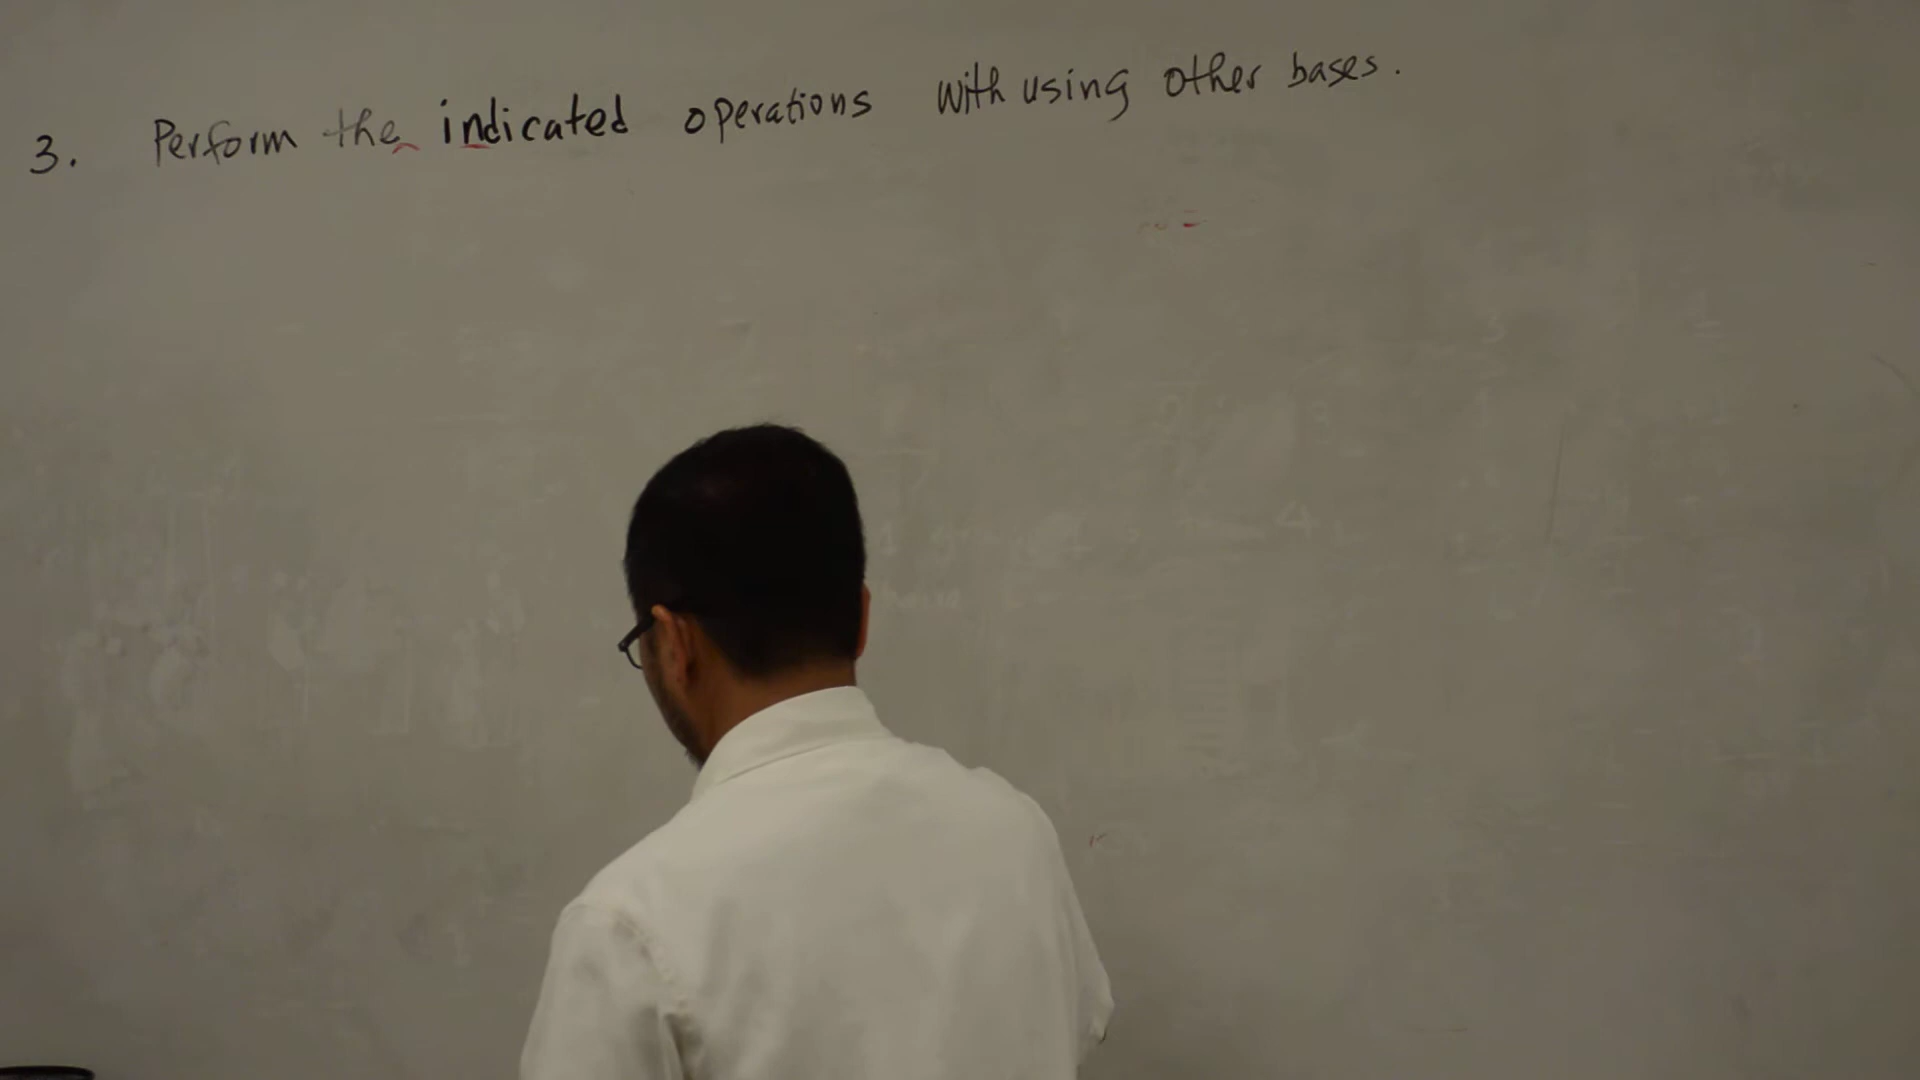 3. Perform the indicated operations with using other bases.